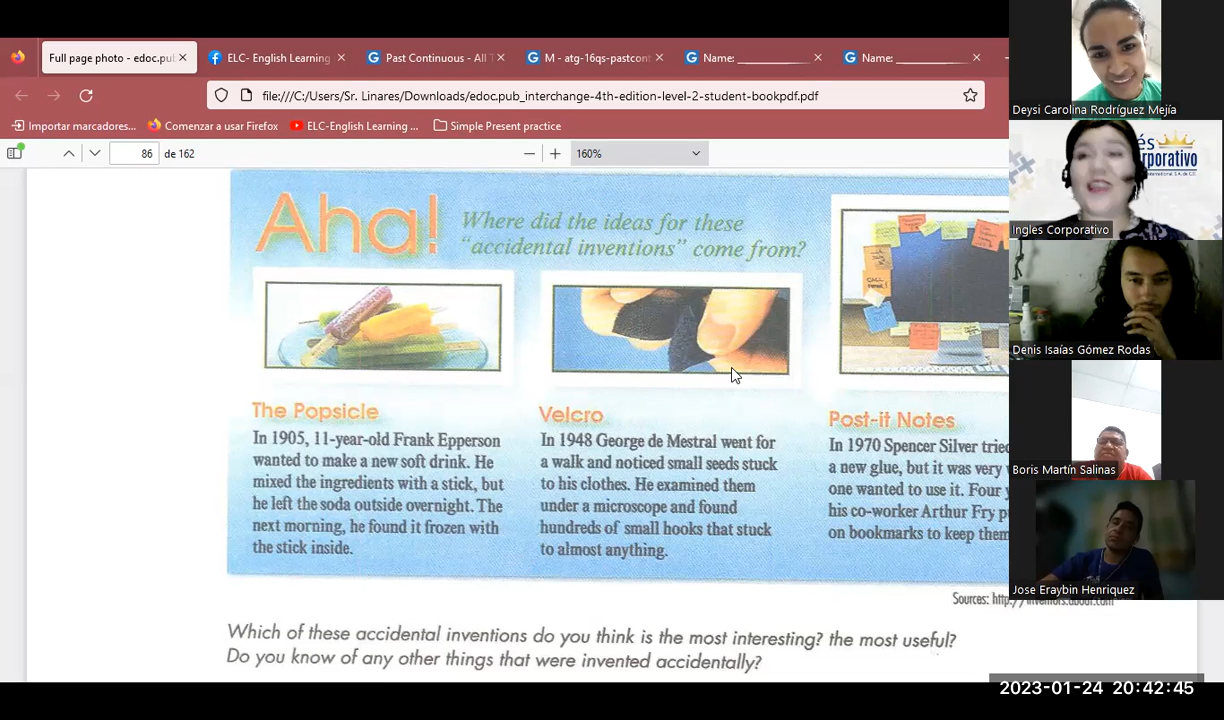 Full page photo - edoc.pu
ELC- English Learning
Past Continuous - All T
M - atg-16qs-pastcont
Name: ____________
Name: ____________
file:///C:/Users/Sr. Linares/Downloads/edoc.pub_interchange-4th-edition-level-2-student-bookpdf.pdf
Importar marcadores...
Comenzar a usar Firefox
ELC-English Learning ...
Simple Present practice
86 de 162
160%
Aha!
Where did the ideas for these
"accidental inventions" come from?
The Popsicle
In 1905, 11-year-old Frank Epperson
wanted to make a new soft drink. He
mixed the ingredients with a stick, but
he left the soda outside overnight. The
next morning, he found it frozen with
the stick inside.
Velcro
In 1948 George de Mestral went for
a walk and noticed small seeds stuck
to his clothes. He examined them
under a microscope and found
hundreds of small hooks that stuck
to almost anything.
Post-it Notes
In 1970 Spencer Silver tried
a new glue, but it was very
one wanted to use it. Four
his co-worker Arthur Fry p
on bookmarks to keep them
Sources: http://inventors.about.com
Which of these accidental inventions do you think is the most interesting? the most useful?
Do you know of any other things that were invented accidentally?
Deysi Carolina Rodríguez Mejía
és
orporativo
Ingles Corporativo
Denis Isaías Gómez Rodas
Boris Martín Salinas
Jose Eraybin Henriquez
2023-01-24 20:42:45